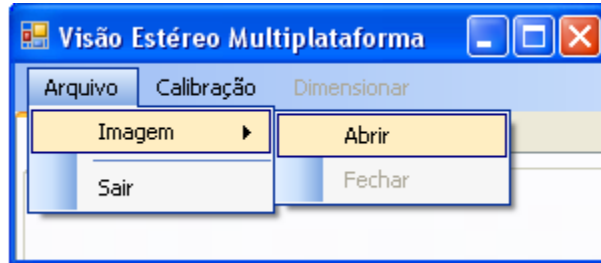 Visão Estéreo Multiplataforma
Arquivo Calibração Dimensionar
Imagem Abrir
Sair Fechar